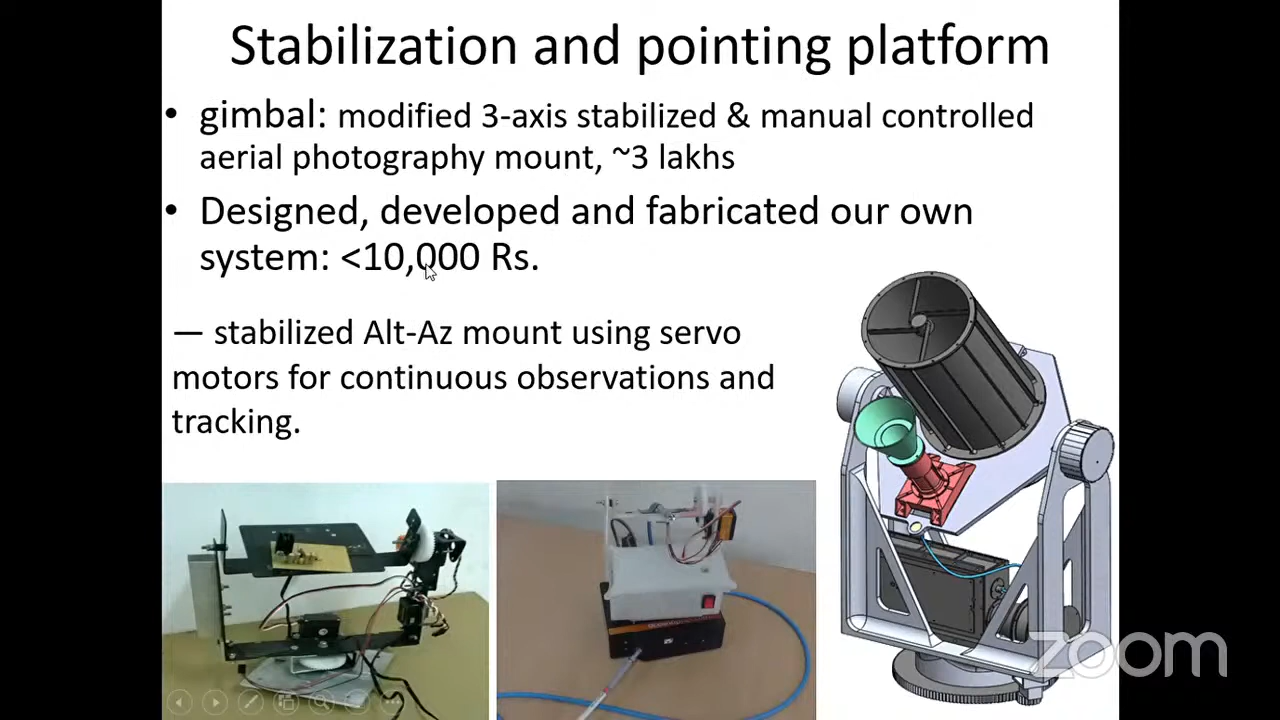 Stabilization and pointing platform
• gimbal: modified 3-axis stabilized & manual controlled
aerial photography mount, ~3 lakhs
• Designed, developed and fabricated our own
system: <10,000 Rs.
— stabilized Alt-Az mount using servo
motors for continuous observations and
tracking.
zoom